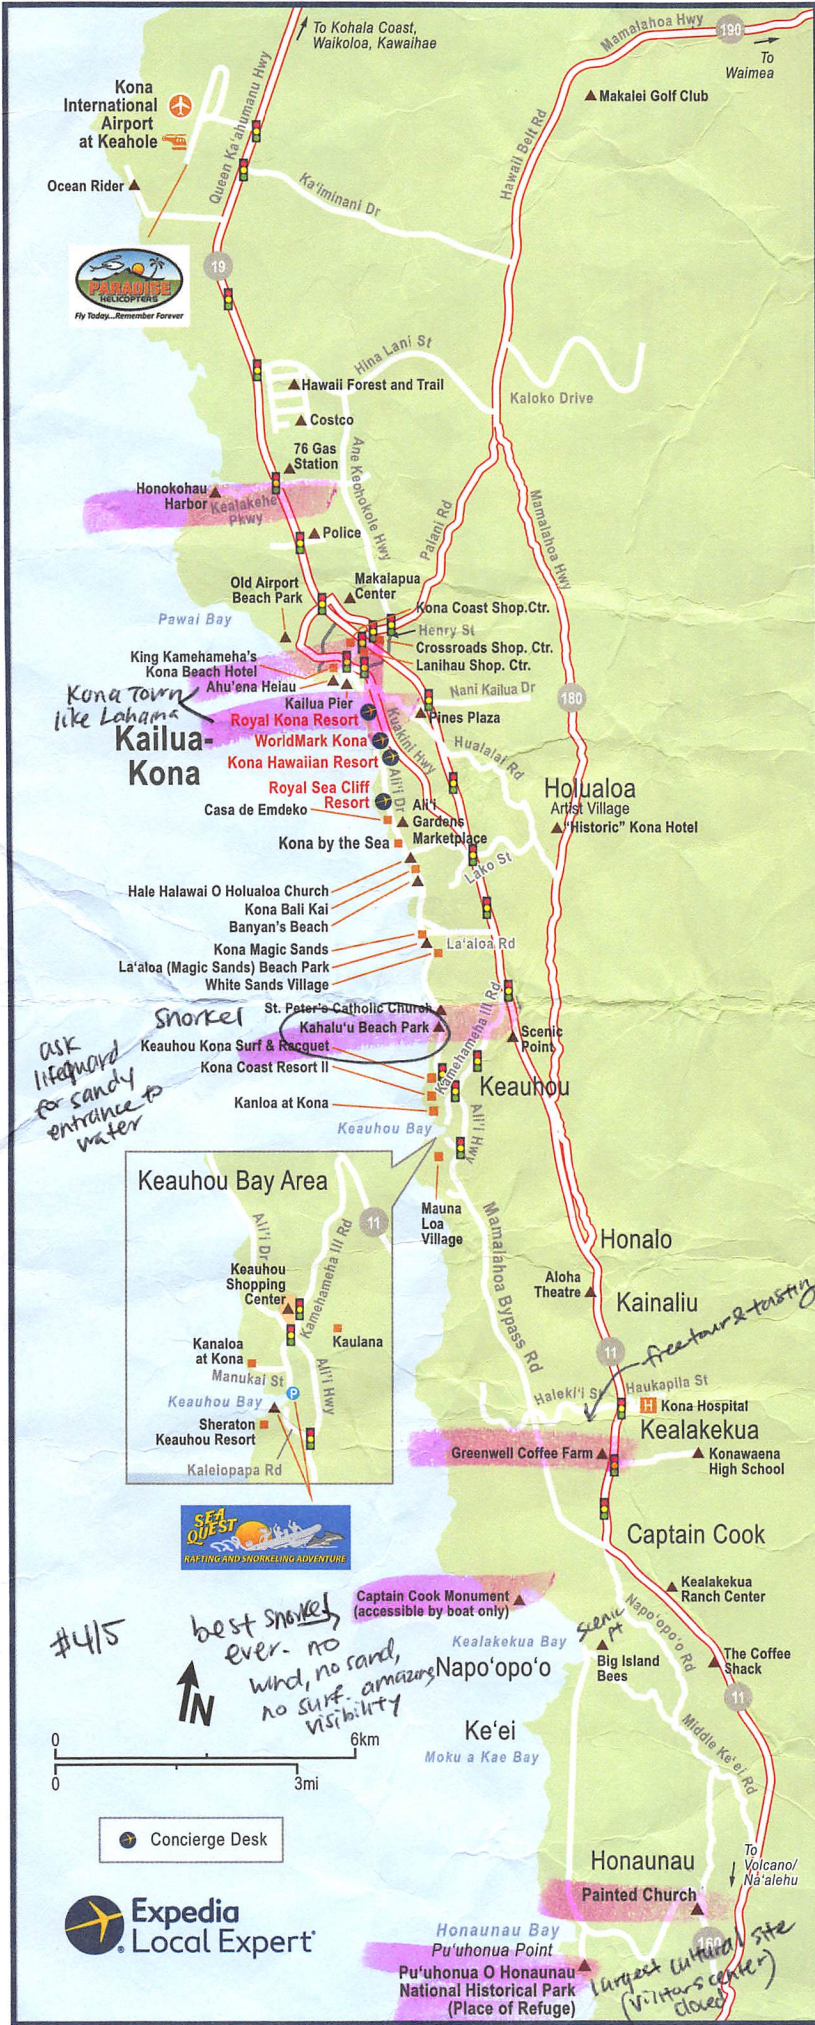 To Kohala Coast,
Waikoloa, Kawaihae
Mamalahoa Hwy
190
To
Waimea
Kona
International
Airport
at Keahole
Queen Ka'ahumanu Hwy
Makalei Golf Club
Hawaii Belt Rd
Ocean Rider
Ka'iminani Dr
19
PARADISE
HELICOPTERS
Fly Today...Remember Forever
Hina Lani St
Hawaii Forest and Trail
Kaloko Drive
Costco
76 Gas
Station
Ane Keohokole Hwy
Honokohau
Harbor
Kealakehe
Pkwy
Palani Rd
Mamalahoa Hwy
Police
Old Airport
Beach Park
Makalapua
Center
Kona Coast Shop.Ctr.
Pawai Bay
Henry St
Crossroads Shop. Ctr.
Lanihau Shop. Ctr.
King Kamehameha's
Kona Beach Hotel
Ahu'ena Heiau
Nani Kailua Dr
180
Kona Town
like Lahama
Kailua Pier
Royal Kona Resort
Pines Plaza
Kailua-
Kona
WorldMark Kona
Kuakini Hwy
Hualalai Rd
Kona Hawaiian Resort
Royal Sea Cliff
Resort
Ali'i Dr
Holualoa
Artist Village
"Historic" Kona Hotel
Casa de Emdeko
Ali'i
Gardens
Marketplace
Kona by the Sea
Lako St
Hale Halawai O Holualoa Church
Kona Bali Kai
Banyan's Beach
Kona Magic Sands
La'aloa Rd
La'aloa (Magic Sands) Beach Park
White Sands Village
St. Peter's Catholic Church
snorkel
Kahalu'u Beach Park
Kamehameha III Rd
Scenic
Point
ask
lifeguard
for sandy
entrance to
water
Keauhou Kona Surf & Racquet
Kona Coast Resort II
Keauhou
Kanloa at Kona
Keauhou Bay
Ali'i Hwy
Mauna
Loa
Village
Mamalahoa Bypass Rd
Keauhou Bay Area
11
Ali'i Dr
Kamehameha III Rd
Keauhou
Shopping
Center
Kaulana
Kanaloa
at Kona
Manukai St
P
Ali'i Hwy
Keauhou Bay
Sheraton
Keauhou Resort
Kaleiopapa Rd
SEA
QUEST
RAFTING AND SNORKELING ADVENTURE
Honalo
Aloha
Theatre
Kainaliu
free tour & tasting
11
Haleki'i St
Haukapila St
H
Kona Hospital
Kealakekua
Greenwell Coffee Farm
Konawaena
High School
Captain Cook
Captain Cook Monument
(accessible by boat only)
Kealakekua
Ranch Center
#4/5
best snorkel
ever. no
wind, no sand,
no surf. amazing
visibility
scenic
pt
Napo'opo'o Rd
Kealakekua Bay
Big Island
Bees
The Coffee
Shack
Napo'opo'o
11
N
Ke'ei
Moku a Kae Bay
Middle Ke'ei Rd
0 6km
0 3mi
Concierge Desk
To
Volcano/
Na'alehu
Honaunau
Painted Church
Expedia
Local Expert
Honaunau Bay
160
Pu'uhonua Point
Pu'uhonua O Honaunau
National Historical Park
(Place of Refuge)
largest cultural site
(visitors center)
closed